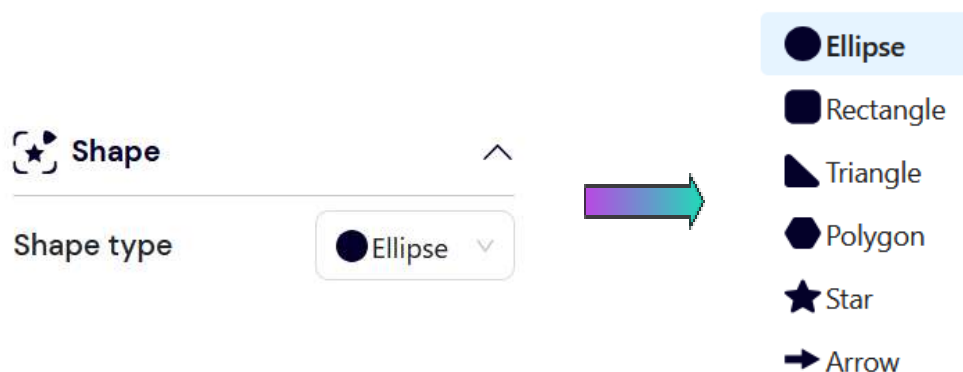 Shape
Shape type
Ellipse
Ellipse
Rectangle
Triangle
Polygon
Star
Arrow